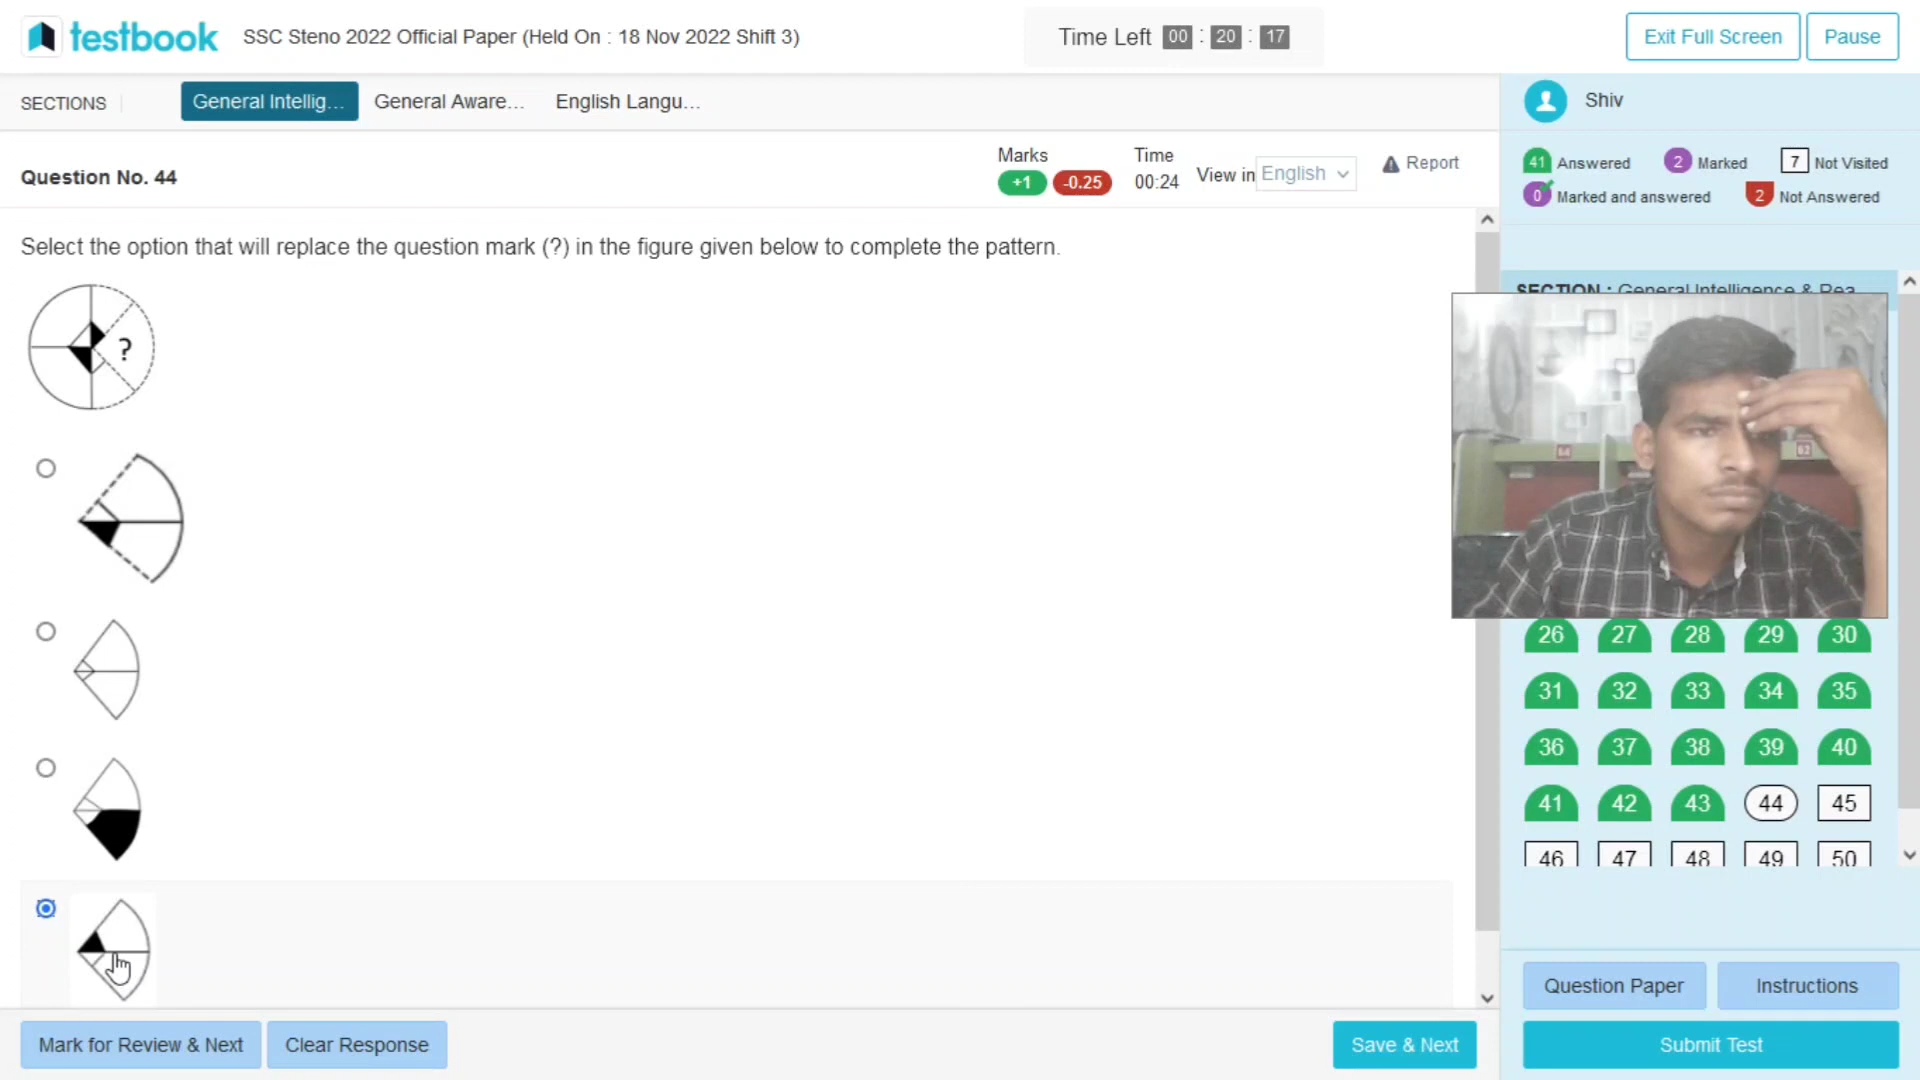 testbook
SSC Steno 2022 Official Paper (Held On : 18 Nov 2022 Shift 3)
Time Left 00 : 20 : 17
Exit Full Screen
Pause
SECTIONS
General Intellig...
General Aware...
English Langu...
Shiv
Question No. 44
Marks
+1
-0.25
Time
00:24
View in English
Report
41 Answered
2 Marked
7 Not Visited
0 Marked and answered
2 Not Answered
Select the option that will replace the question mark (?) in the figure given below to complete the pattern.
?
SECTION : General Intelligence & Rea
26 27 28 29 30
31 32 33 34 35
36 37 38 39 40
41 42 43 44 45
46 47 48 49 50
Question Paper
Instructions
Mark for Review & Next
Clear Response
Save & Next
Submit Test